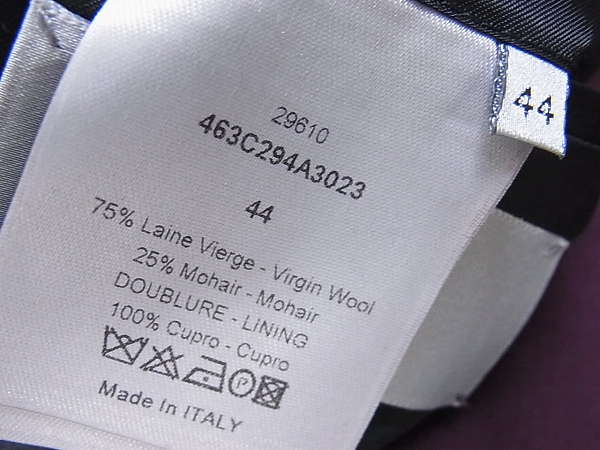 29610
463C294A3023
44
75% Laine Vierge - Virgin Wool
25% Mohair - Mohair
DOUBLURE - LINING
100% Cupro - Cupro
P
Made In ITALY
44